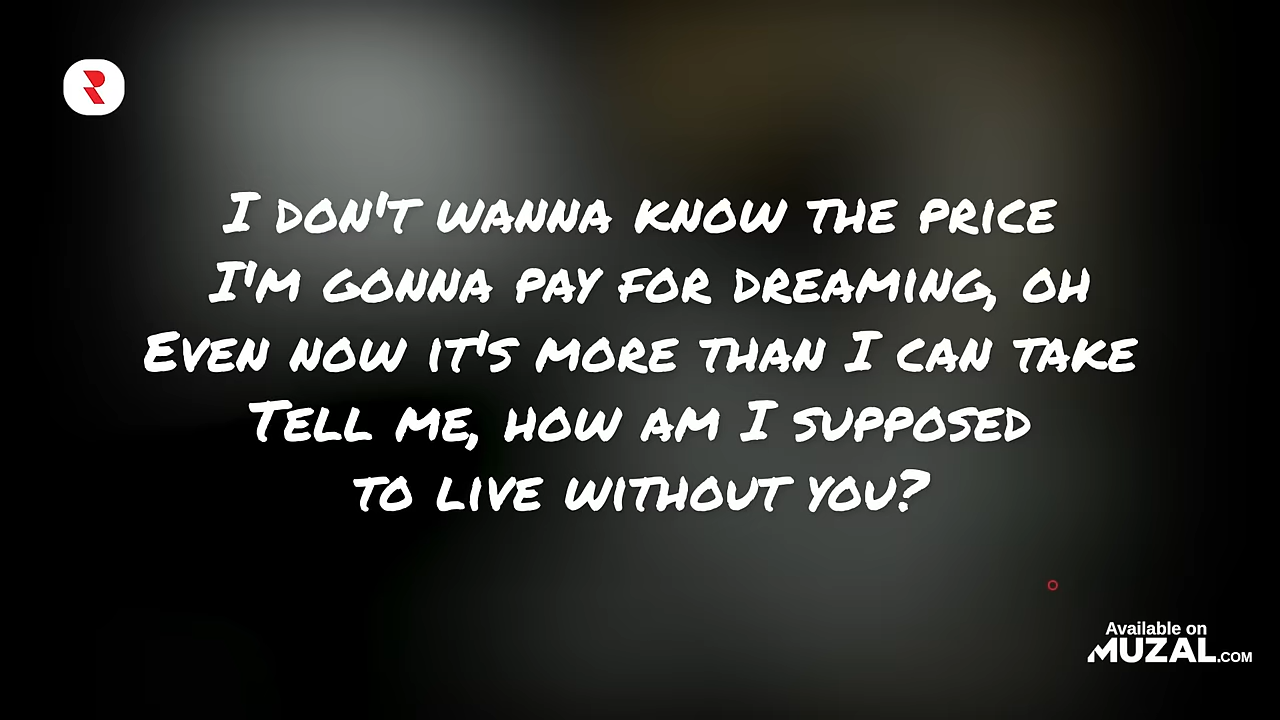 I don't wanna know the price
I'm gonna pay for dreaming, oh
Even now it's more than I can take
Tell me, how am I supposed
to live without you?
Available on
MUZAL.COM